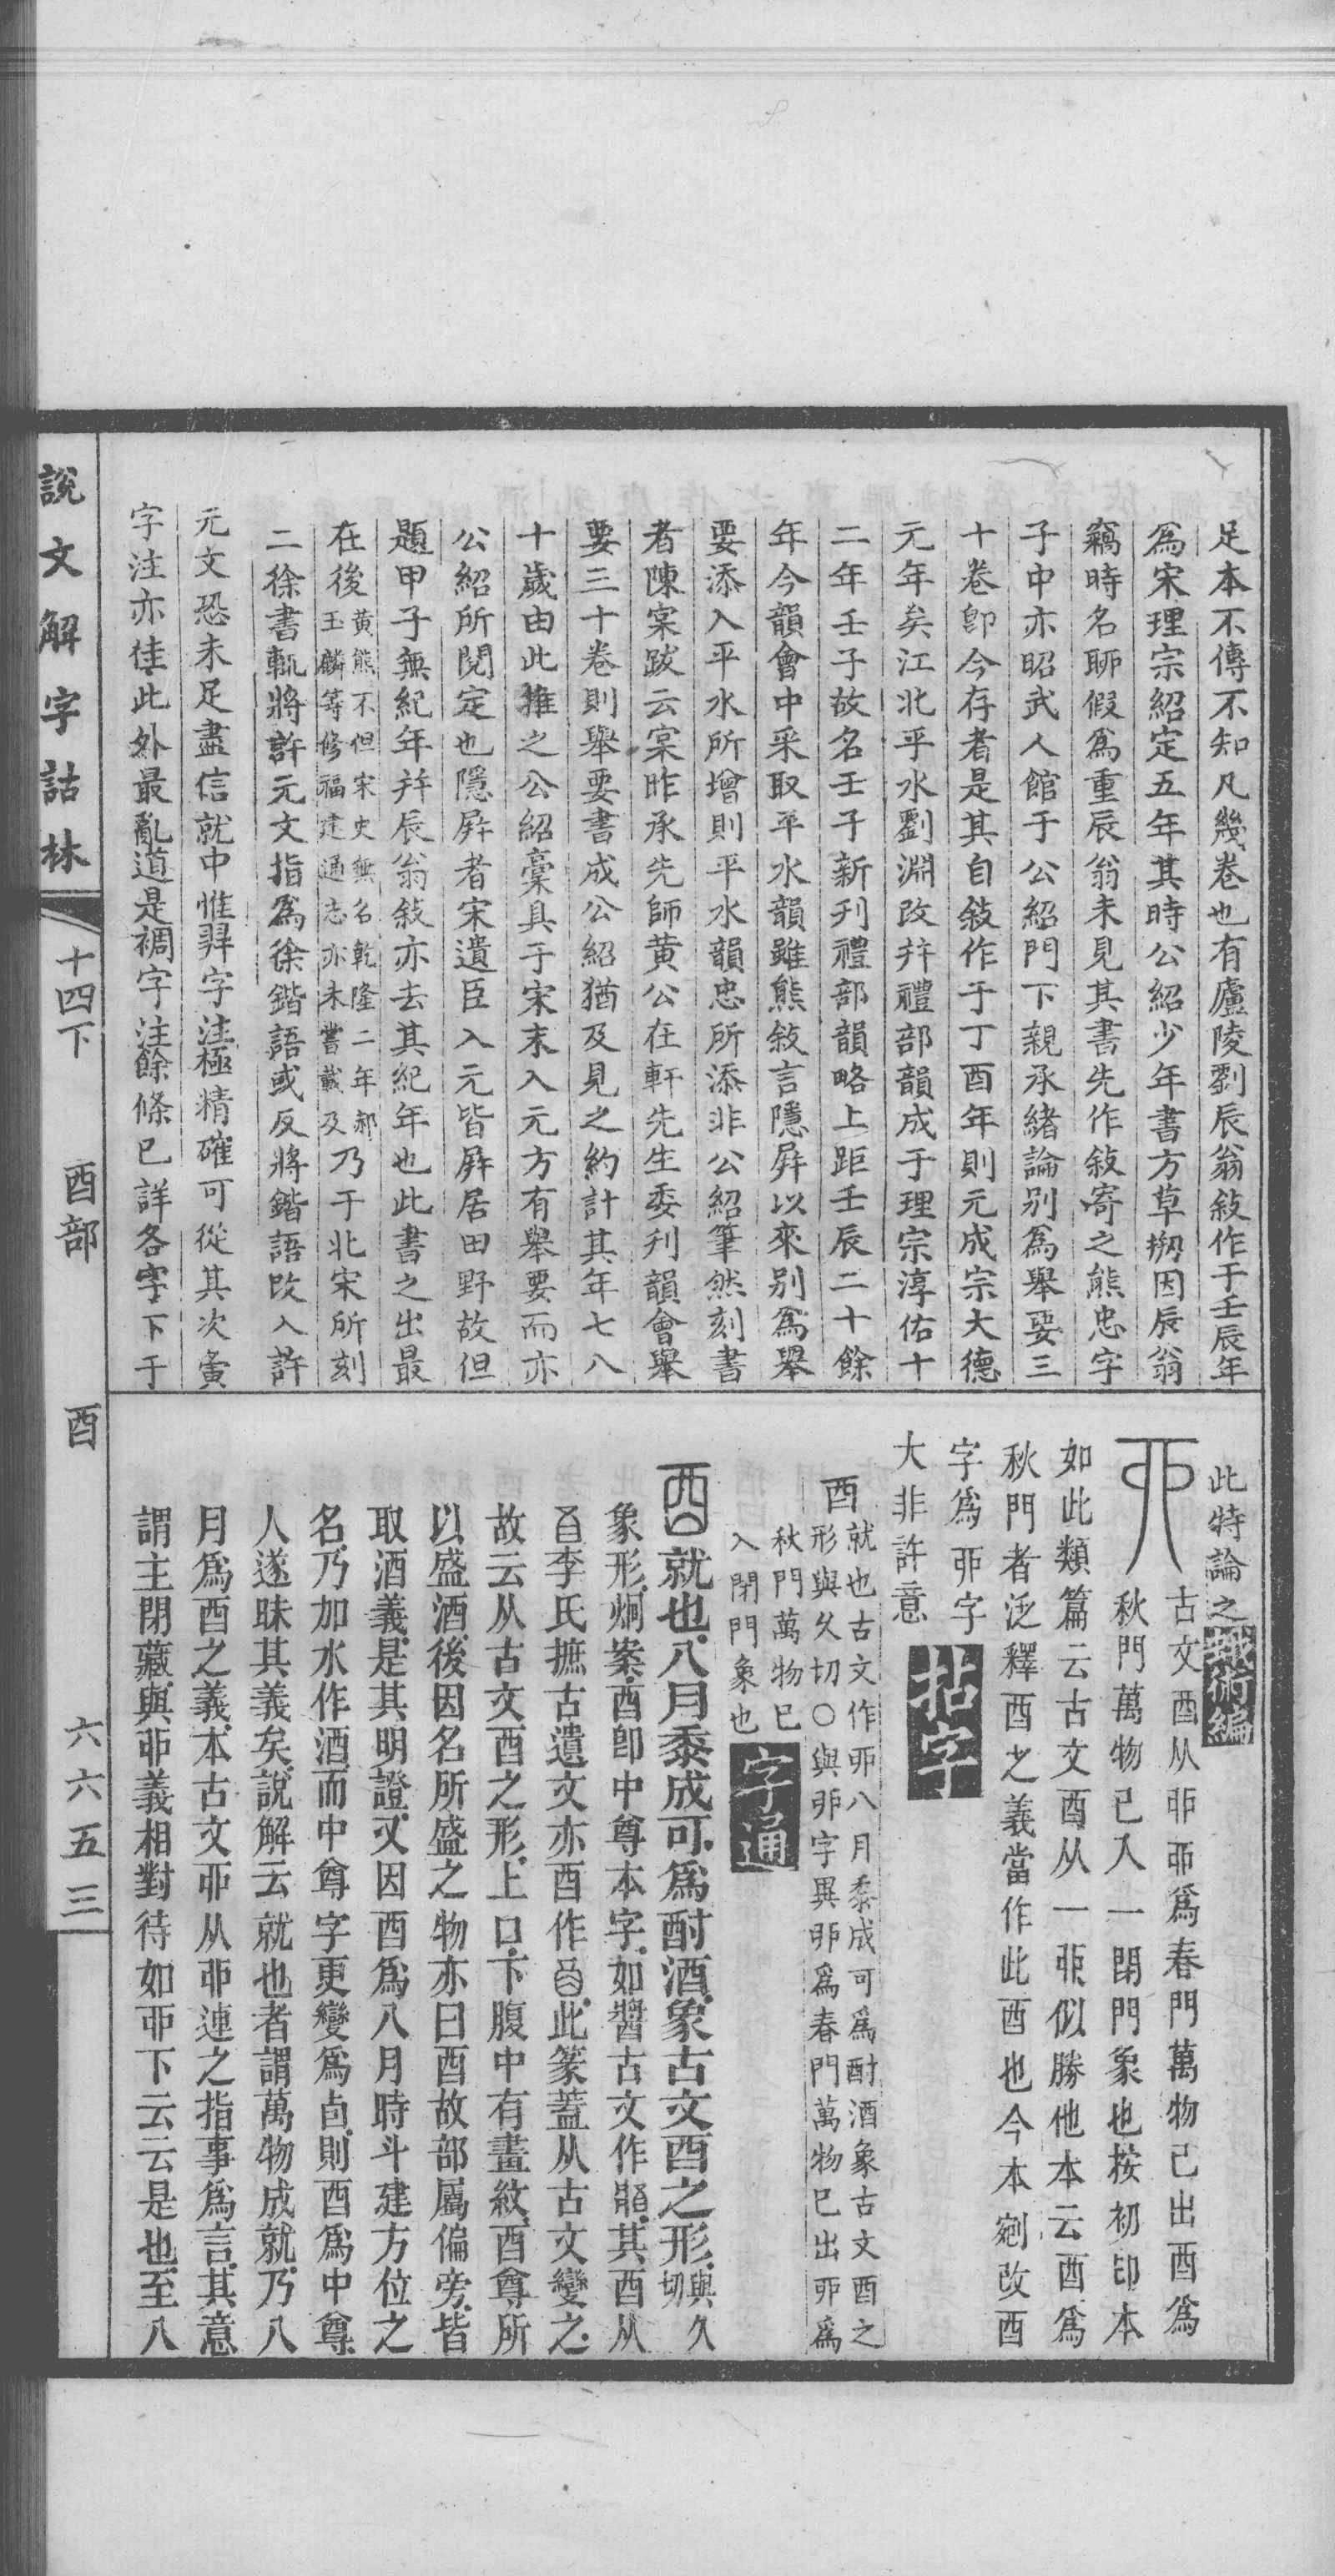 足本不傳不知凡幾卷也有廬陵劉辰翁敍作于壬辰年
爲宋理宗紹定五年其時公紹少年書方草剙因辰翁
竊時名聊假爲重辰翁未見其書先作敍寄之熊忠字
子中亦昭武人館于公紹門下親承緖論別爲舉要三
十卷卽今存者是其自敍作于丁酉年則元成宗大德
元年矣江北平水劉淵改幷禮部韻成于理宗淳佑十
二年壬子故名壬子新刋禮部韻略上距壬辰二十餘
年今韻會中采取平水韻雖熊敍言隱屏以來別爲舉
要添入平水所增則平水韻忠所添非公紹筆然刻書
者陳寀跋云寀昨承先師黃公在軒先生委刋韻會舉
要三十卷則舉要書成公紹猶及見之約計其年七八
十歲由此推之公紹稾具于宋末入元方有舉要而亦
公紹所閱定也隱屏者宋遺臣入元皆屏居田野故但
題甲子無紀年幷辰翁敍亦去其紀年也此書之出最
在後黃熊不但宋史無名乾隆二年郝玉麟等修福建通志亦未嘗載及乃于北宋所刻
二徐書輒將許元文指爲徐鍇語或反將鍇語改入許
元文恐未足盡信就中惟羿字注極精確可從其次夤
字注亦佳此外最亂道是禂字注餘條已詳各字下于
此特論之
蛾術編
古文酉从丣丣爲春門萬物已出酉爲
秋門萬物已入一閉門象也按初印本
如此類篇云古文酉从一丣似勝他本云酉爲
秋門者泛釋酉之義當作此酉也今本剜改酉
字爲丣字
大非許意
拈字
酉就也古文作丣八月黍成可爲酎酒象古文酉之
形與久切○與丣字異丣爲春門萬物已出丣爲
秋門萬物已
入閉門象也
字通
就也八月黍成可爲酎酒象古文酉之形與久切
象形炯案酉卽中尊本字如醬古文作其酉从
李氏摭古遺文亦酉作此篆蓋从古文變之
故云从古文酉之形上口下腹中有畫紋酉尊所
以盛酒後因名所盛之物亦曰酉故部屬偏旁皆
取酒義是其明證又因酉爲八月時斗建方位之
名乃加水作酒而中尊字更變爲卣則酉爲中尊
人遂昧其義矣說解云就也者謂萬物成就乃八
月爲酉之義本古文丣从丣連之指事爲言其意
謂主閉藏與丣義相對待如丣下云云是也至八
說文解字詁林
十四下 酉部 酉 六六五三